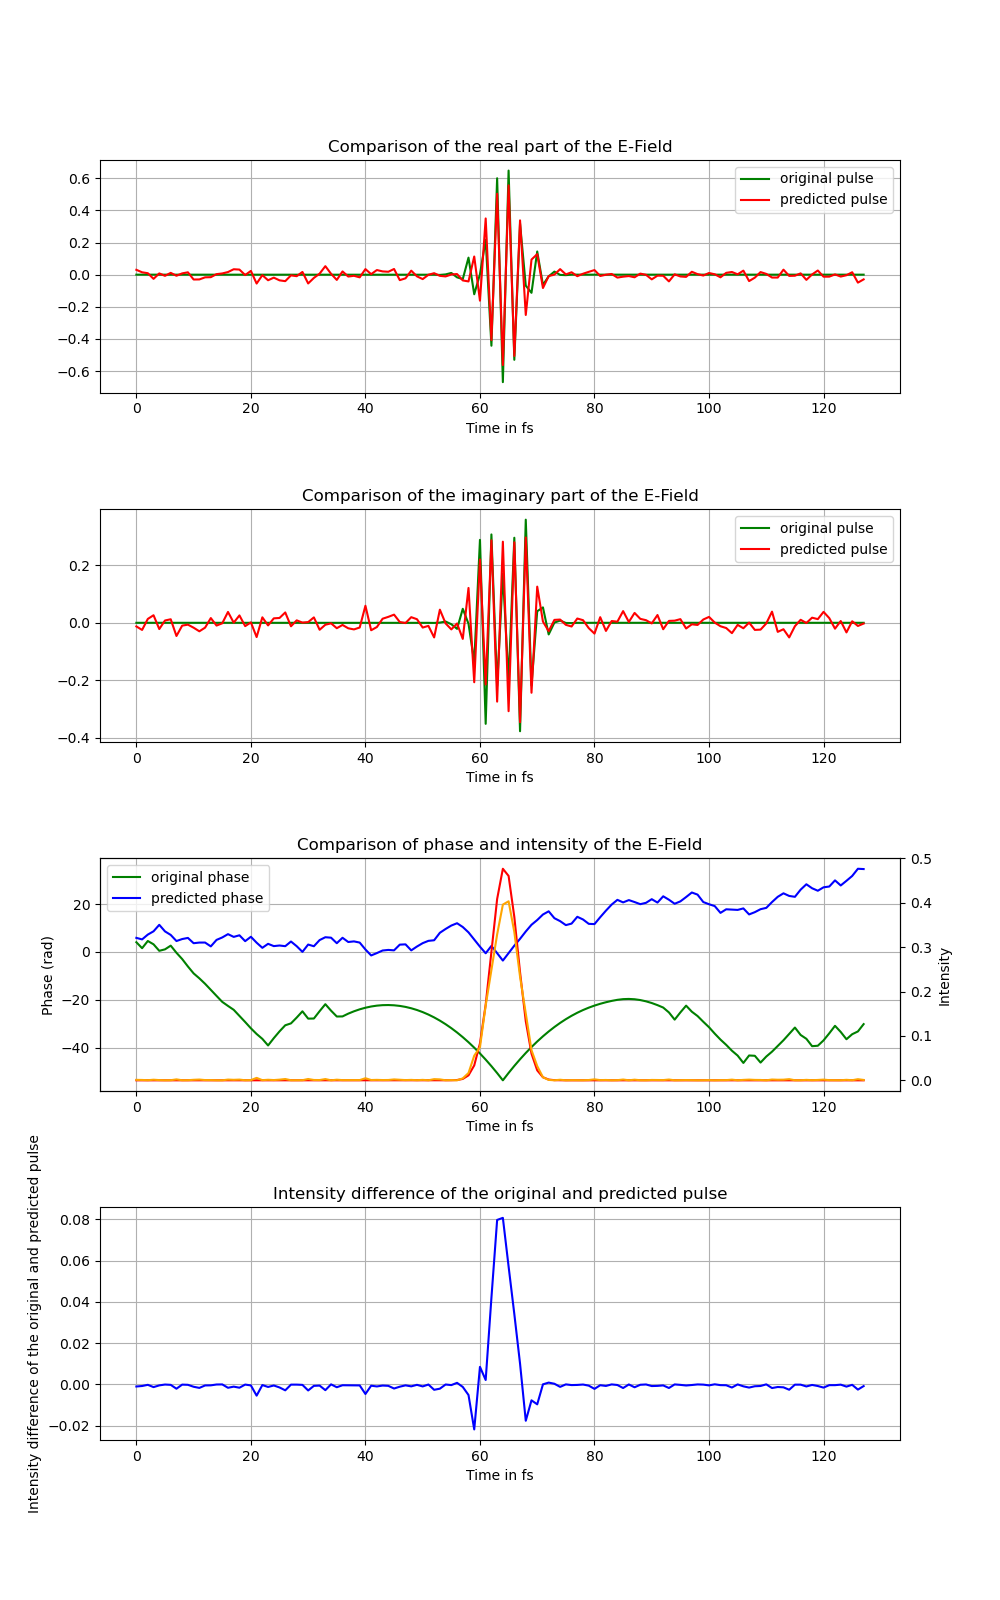 Comparison of the real part of the E-Field
original pulse
predicted pulse
0.6
0.4
0.2
0.0
−0.2
−0.4
−0.6
0 20 40 60 80 100 120
Time in fs
Comparison of the imaginary part of the E-Field
original pulse
predicted pulse
0.2
0.0
−0.2
−0.4
0 20 40 60 80 100 120
Time in fs
Comparison of phase and intensity of the E-Field
original phase
predicted phase
Phase (rad)
20
0
−20
−40
0.5
0.4
0.3
0.2
0.1
0.0
Intensity
0 20 40 60 80 100 120
Time in fs
Intensity difference of the original and predicted pulse
Intensity difference of the original and predicted pulse
0.08
0.06
0.04
0.02
0.00
−0.02
0 20 40 60 80 100 120
Time in fs